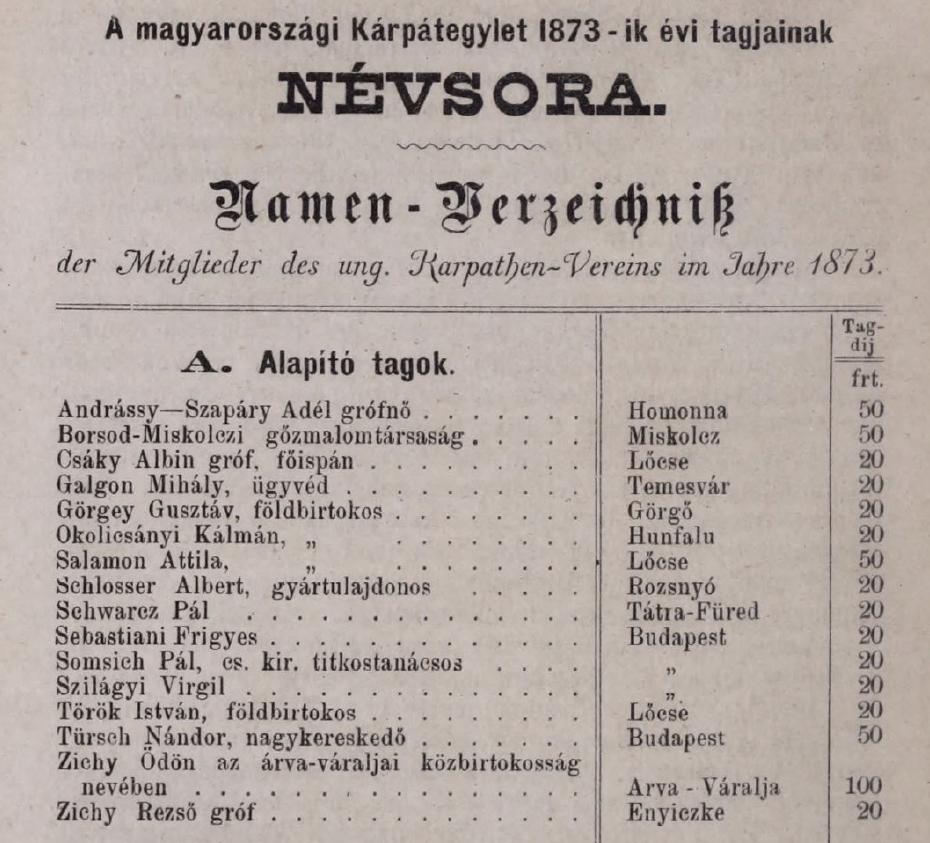 A magyarországi Kárpátegylet 1873-ik évi tagjainak
NÉVSORA.
Namen-Verzeichniß
der Mitglieder des ung. Karpathen-Vereins im Jahre 1873.
Tag-
dij
A. Alapító tagok.
frt.
Andrássy—Szapáry Adél grófnő . . . . . . . Homonna 50
Borsod-Miskolczi gőzmalomtársaság . . . . . Miskolcz 50
Csáky Albin gróf, főispán . . . . . . . . . Lőcse 20
Galgon Mihály, ügyvéd . . . . . . . . . . Temesvár 20
Görgey Gusztáv, földbirtokos . . . . . . . . Görgő 20
Okolicsányi Kálmán, „ . . . . . . . . Hunfalu 20
Salamon Attila, „ . . . . . . . . Lőcse 50
Schlosser Albert, gyártulajdonos . . . . . Rozsnyó 20
Schwarcz Pál . . . . . . . . . . . . . Tátra-Füred 20
Sebastiani Frigyes . . . . . . . . . . . . Budapest 20
Somsich Pál, cs. kir. titkostanácsos . . . . „ 20
Szilágyi Virgil . . . . . . . . . . . . . „ 20
Török István, földbirtokos . . . . . . . . . Lőcse 20
Türsch Nándor, nagykereskedő . . . . . . . Budapest 50
Zichy Ödön az árva-váraljai közbirtokosság
nevében . . . . . . . . . . . . . . . Arva - Váralja 100
Zichy Rezső gróf . . . . . . . . . . . . Enyiczke 20